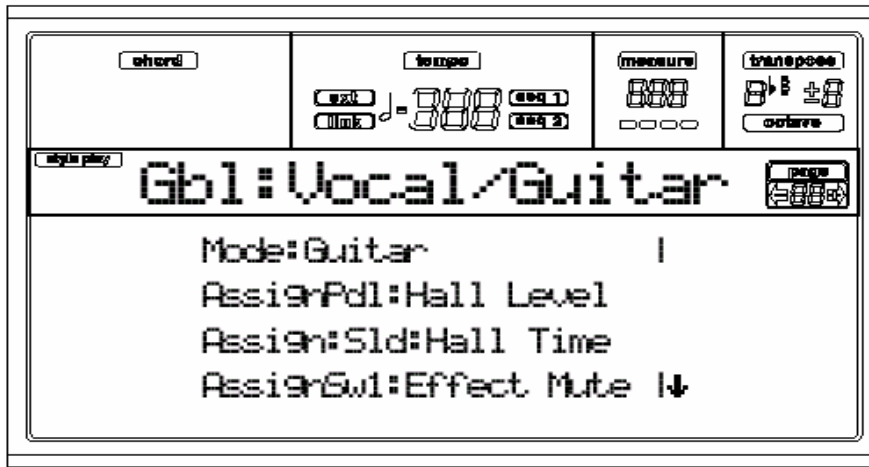 chord
tempo
measure
transpose
ext
seq 1
link
seq 2
octave
style play
Gbl:Vocal/Guitar
page
Mode:Guitar
AssignPdl:Hall Level
Assign:Sld:Hall Time
AssignSw1:Effect Mute